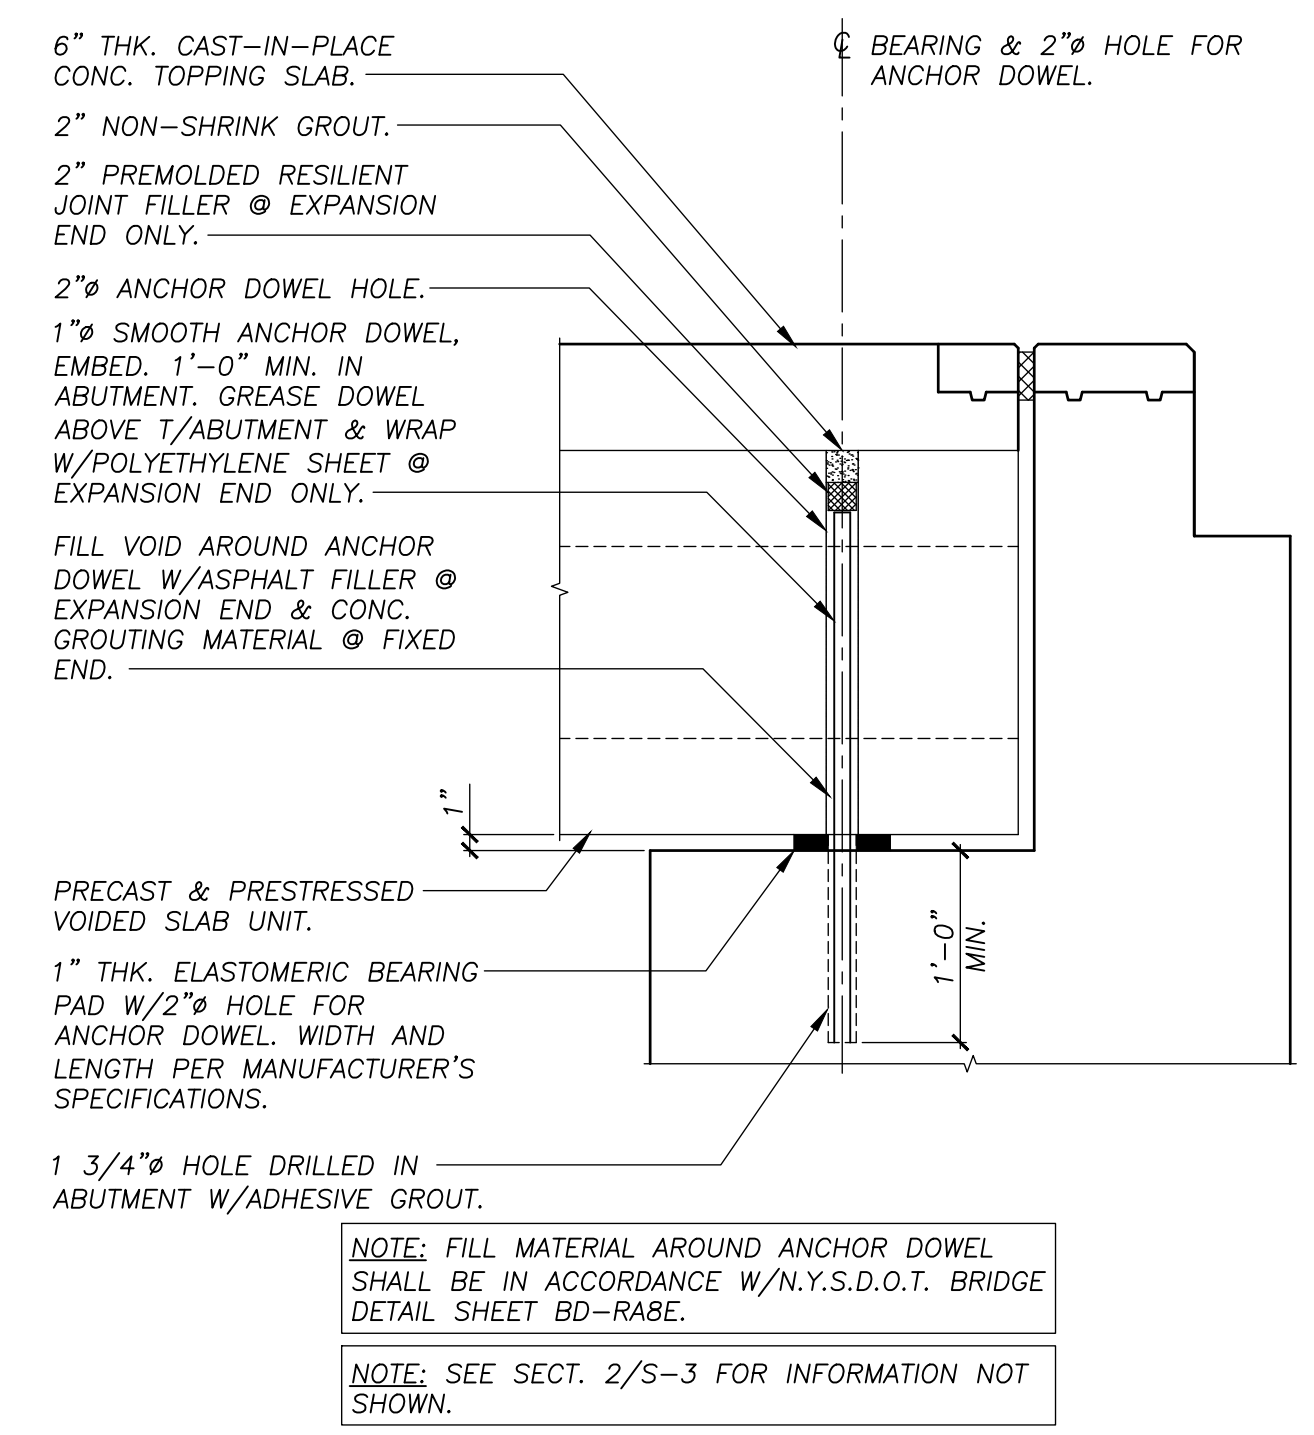 6" THK. CAST-IN-PLACE
CONC. TOPPING SLAB.
℄ BEARING & 2"ø HOLE FOR
ANCHOR DOWEL.
2" NON-SHRINK GROUT.
2" PREMOLDED RESILIENT
JOINT FILLER @ EXPANSION
END ONLY.
2"ø ANCHOR DOWEL HOLE.
1"ø SMOOTH ANCHOR DOWEL,
EMBED. 1'-0" MIN. IN
ABUTMENT. GREASE DOWEL
ABOVE T/ABUTMENT & WRAP
W/POLYETHYLENE SHEET @
EXPANSION END ONLY.
FILL VOID AROUND ANCHOR
DOWEL W/ASPHALT FILLER @
EXPANSION END & CONC.
GROUTING MATERIAL @ FIXED
END.
1"
PRECAST & PRESTRESSED
VOIDED SLAB UNIT.
1'-0"
MIN.
1" THK. ELASTOMERIC BEARING
PAD W/2"ø HOLE FOR
ANCHOR DOWEL. WIDTH AND
LENGTH PER MANUFACTURER'S
SPECIFICATIONS.
1 3/4"ø HOLE DRILLED IN
ABUTMENT W/ADHESIVE GROUT.
NOTE: FILL MATERIAL AROUND ANCHOR DOWEL
SHALL BE IN ACCORDANCE W/N.Y.S.D.O.T. BRIDGE
DETAIL SHEET BD-RA8E.
NOTE: SEE SECT. 2/S-3 FOR INFORMATION NOT
SHOWN.